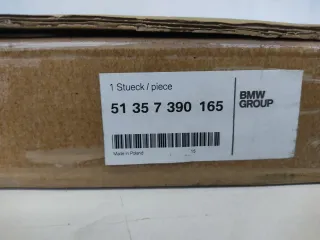 1 Stueck / piece
51 35 7 390 165
BMW
GROUP
Made in Poland